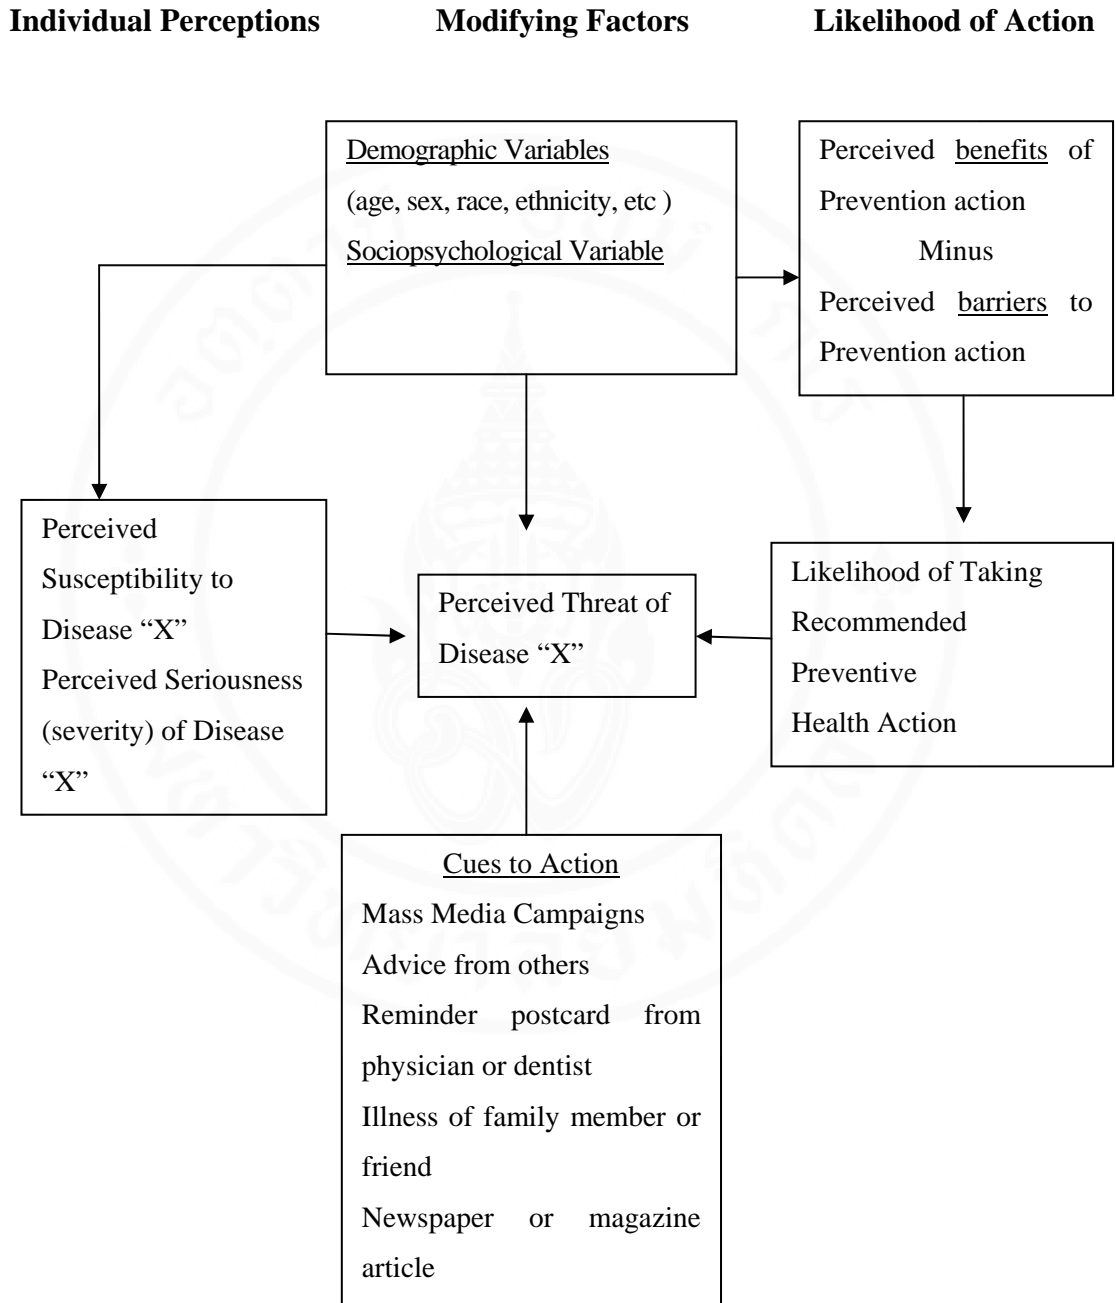 Individual Perceptions
Modifying Factors
Likelihood of Action
Demographic Variables
(age, sex, race, ethnicity, etc )
Sociopsychological Variable
Perceived benefits of
Prevention action
Minus
Perceived barriers to
Prevention action
Perceived
Susceptibility to
Disease “X”
Perceived Seriousness
(severity) of Disease
“X”
Perceived Threat of
Disease “X”
Likelihood of Taking
Recommended
Preventive
Health Action
Cues to Action
Mass Media Campaigns
Advice from others
Reminder postcard from
physician or dentist
Illness of family member or
friend
Newspaper or magazine
article